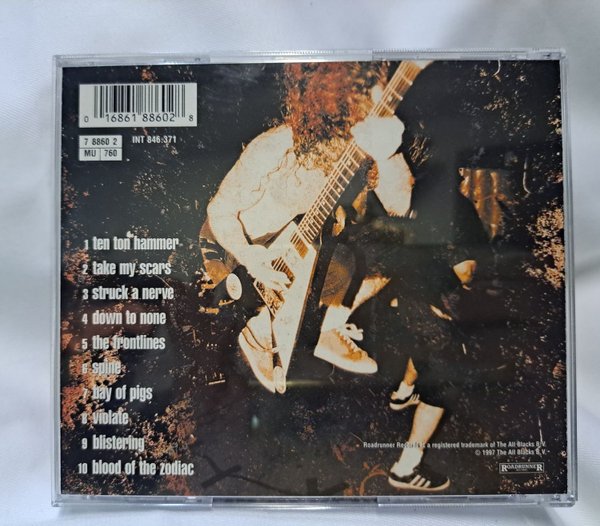 0 16861 88602 8
7 8860 2
MU 760
INT 846.371
1 ten ton hammer
2 take my scars
3 struck a nerve
4 down to none
5 the frontlines
6 spine
7 bay of pigs
8 violate
9 blistering
10 blood of the zodiac
Roadrunner Records is a registered trademark of The All Blacks B.V.
© 1997 The All Blacks B.V.
ROADRUNNER